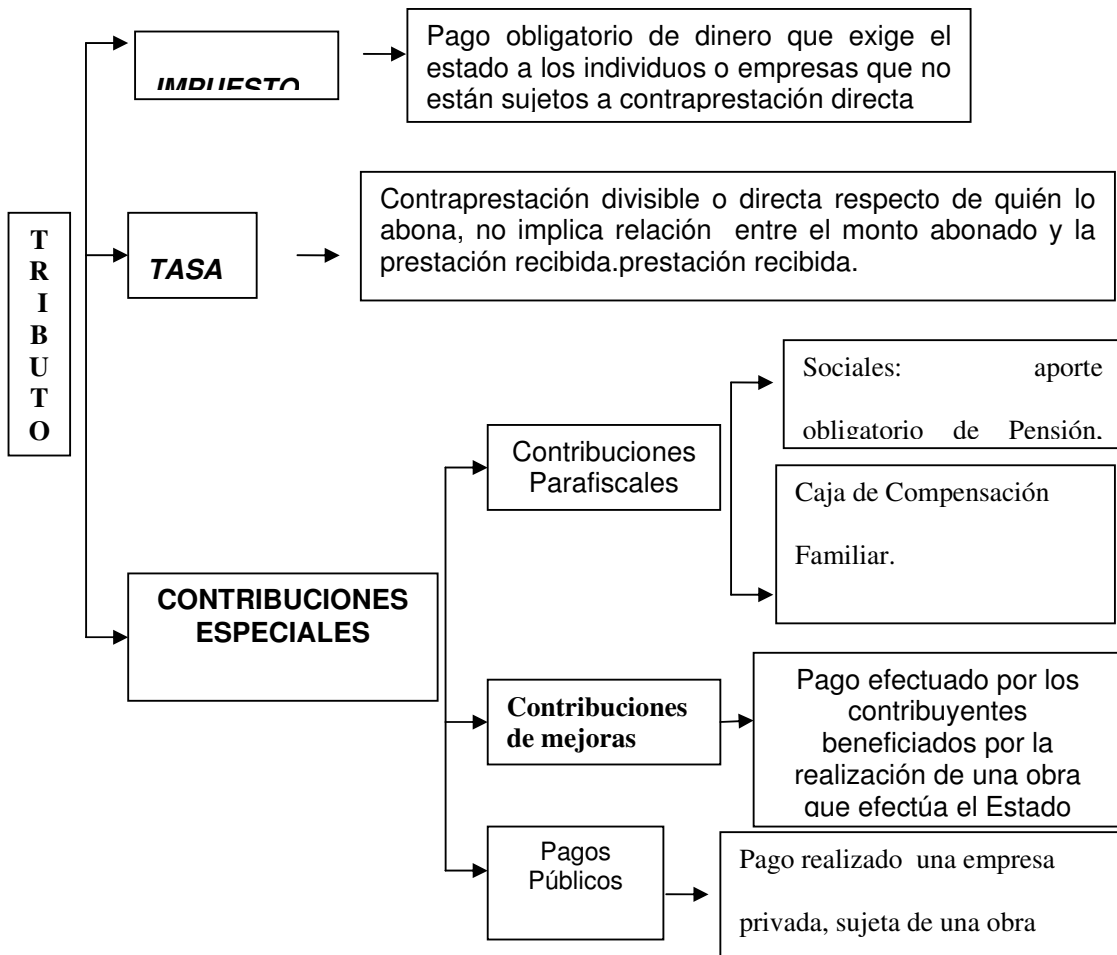 TRIBUTO
IMPUESTO
Pago obligatorio de dinero que exige el
estado a los individuos o empresas que no
están sujetos a contraprestación directa
TASA
Contraprestación divisible o directa respecto de quién lo
abona, no implica relación entre el monto abonado y la
prestación recibida.prestación recibida.
CONTRIBUCIONES
ESPECIALES
Contribuciones
Parafiscales
Sociales: aporte
obligatorio de Pensión,
Caja de Compensación
Familiar.
Contribuciones
de mejoras
Pago efectuado por los
contribuyentes
beneficiados por la
realización de una obra
que efectúa el Estado
Pagos
Públicos
Pago realizado una empresa
privada, sujeta de una obra